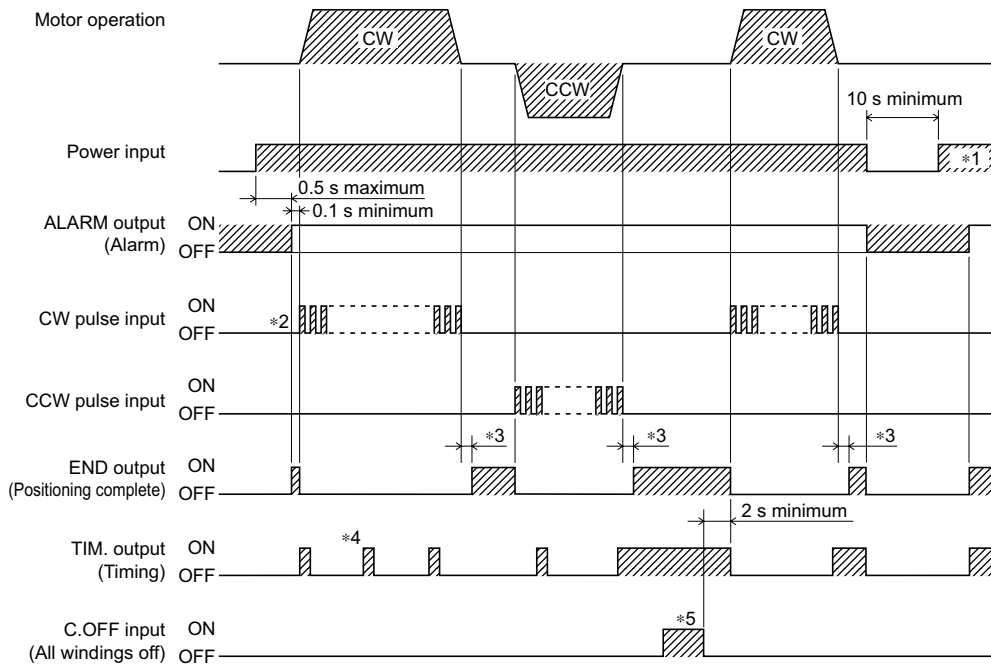 Motor operation
CW
CW
CCW
10 s minimum
Power input
*1
0.5 s maximum
0.1 s minimum
ALARM output
(Alarm)
ON
OFF
CW pulse input
ON
OFF
*2
CCW pulse input
ON
OFF
*3
*3
*3
END output
(Positioning complete)
ON
OFF
2 s minimum
TIM. output
(Timing)
ON
OFF
*4
C.OFF input
(All windings off)
ON
OFF
*5